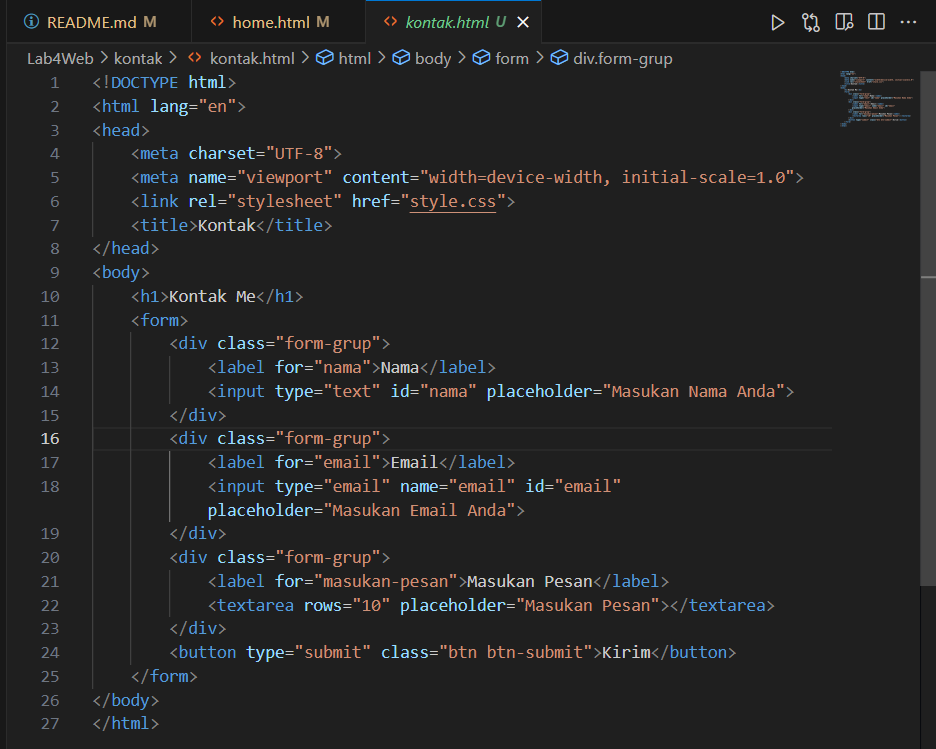 README.md M
home.html M
kontak.html U
Lab4Web > kontak > kontak.html > html > body > form > div.form-grup
1 <!DOCTYPE html>
2 <html lang="en">
3 <head>
4 <meta charset="UTF-8">
5 <meta name="viewport" content="width=device-width, initial-scale=1.0">
6 <link rel="stylesheet" href="style.css">
7 <title>Kontak</title>
8 </head>
9 <body>
10 <h1>Kontak Me</h1>
11 <form>
12 <div class="form-grup">
13 <label for="nama">Nama</label>
14 <input type="text" id="nama" placeholder="Masukan Nama Anda">
15 </div>
16 <div class="form-grup">
17 <label for="email">Email</label>
18 <input type="email" name="email" id="email"
placeholder="Masukan Email Anda">
19 </div>
20 <div class="form-grup">
21 <label for="masukan-pesan">Masukan Pesan</label>
22 <textarea rows="10" placeholder="Masukan Pesan"></textarea>
23 </div>
24 <button type="submit" class="btn btn-submit">Kirim</button>
25 </form>
26 </body>
27 </html>